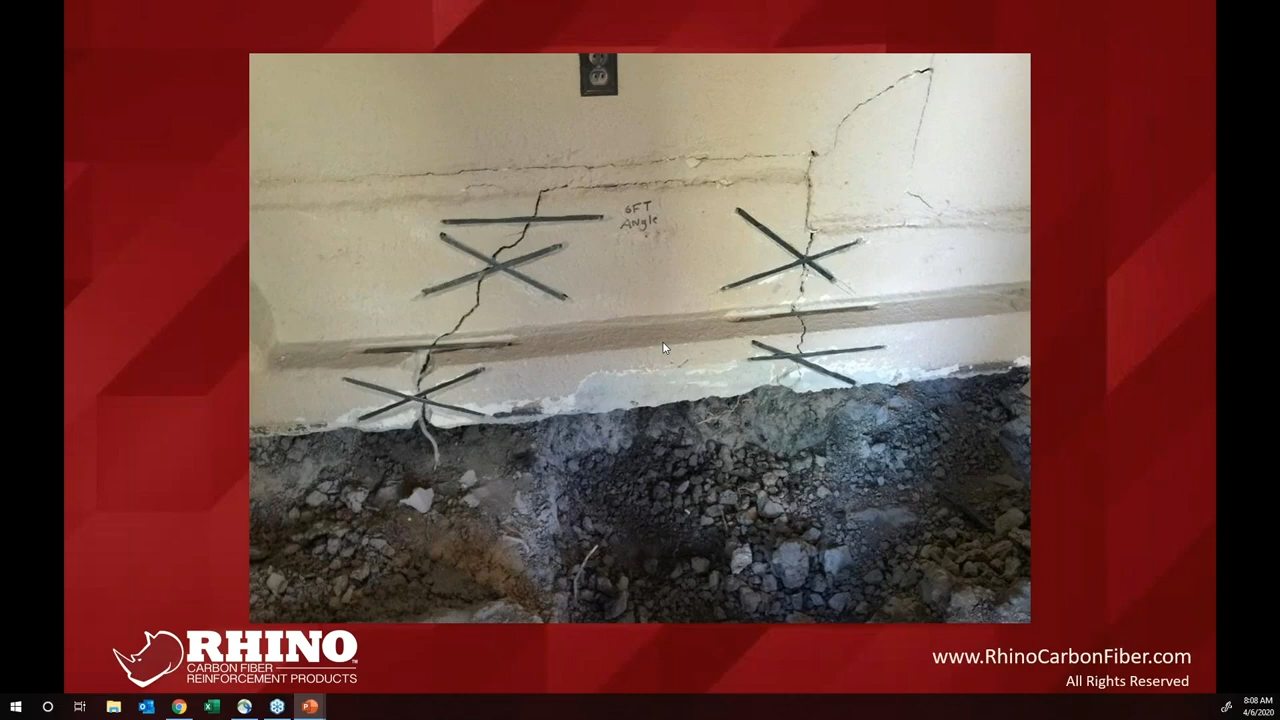 6FT
Angle
RHINO
CARBON FIBER
REINFORCEMENT PRODUCTS
www.RhinoCarbonFiber.com
All Rights Reserved
8:08 AM
4/6/2020